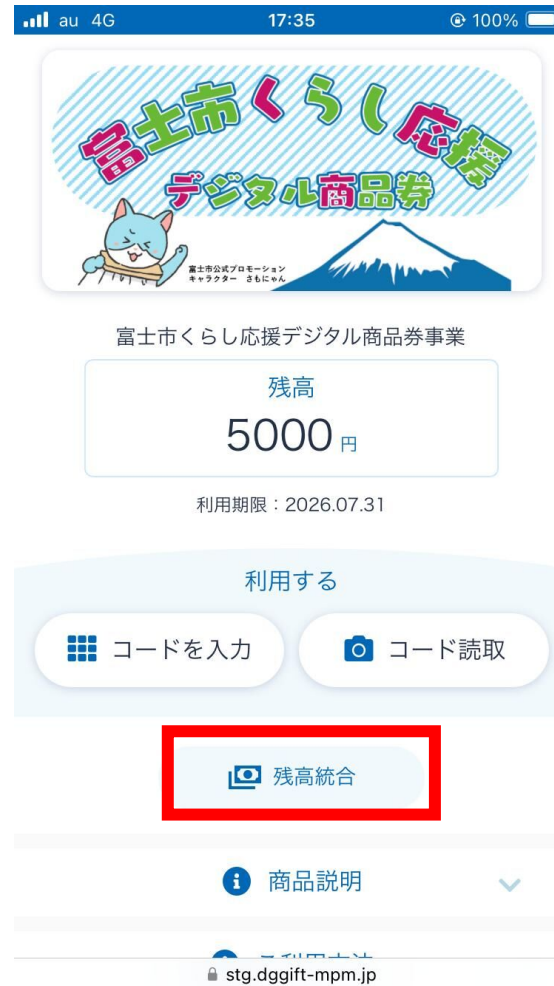 au 4G 17:35 100%
富士市くらし応援
デジタル商品券
富士市公式プロモーション
キャラクター さもにゃん
富士市くらし応援デジタル商品券事業
残高
5000 円
利用期限：2026.07.31
利用する
コードを入力 コード読取
残高統合
商品説明
ご利用方法
stg.dggift-mpm.jp